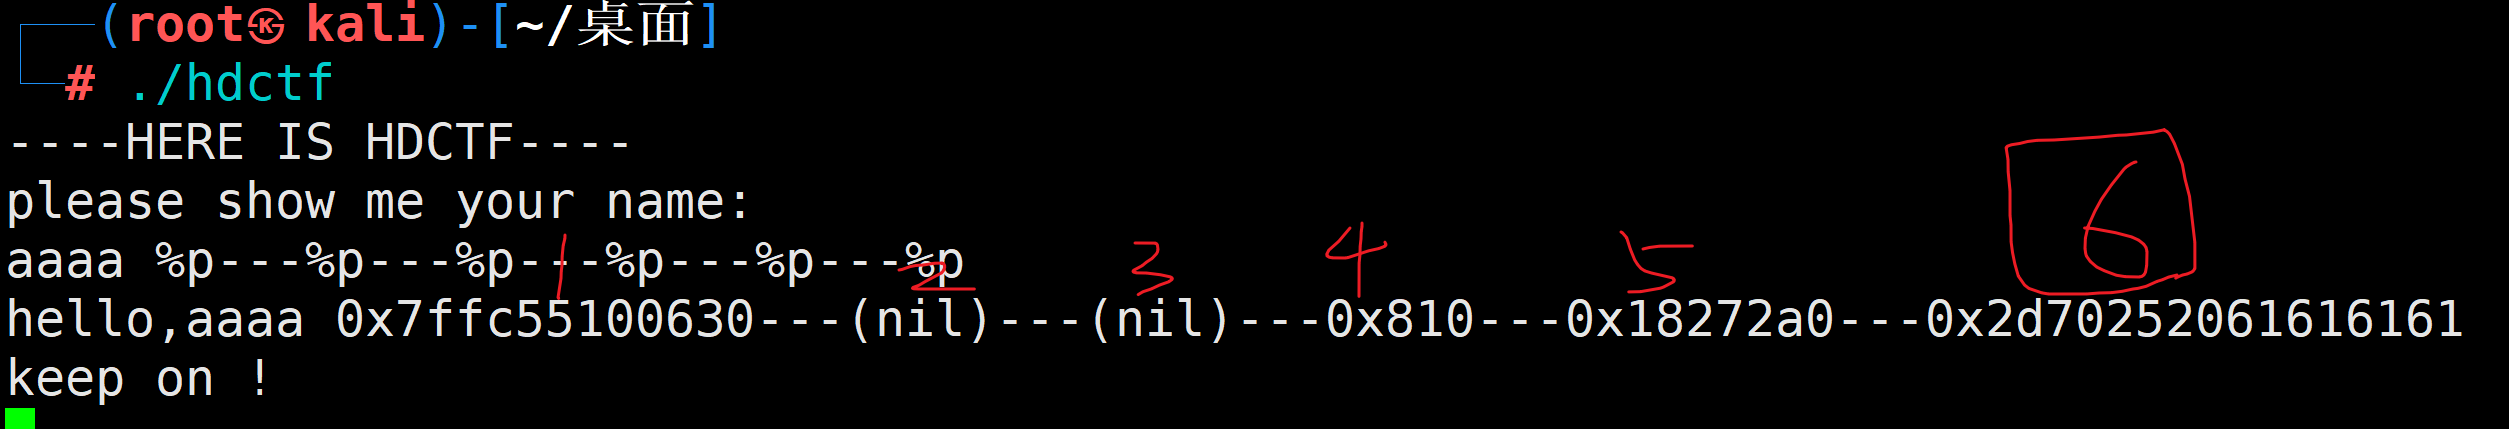 (root㉿ kali)-[~/桌面]
# ./hdctf
----HERE IS HDCTF----
please show me your name:
aaaa %p---%p---%p---%p---%p---%p
1 2 3 4 5 6
hello,aaaa 0x7ffc55100630---(nil)---(nil)---0x810---0x18272a0---0x2d70252061616161
keep on !